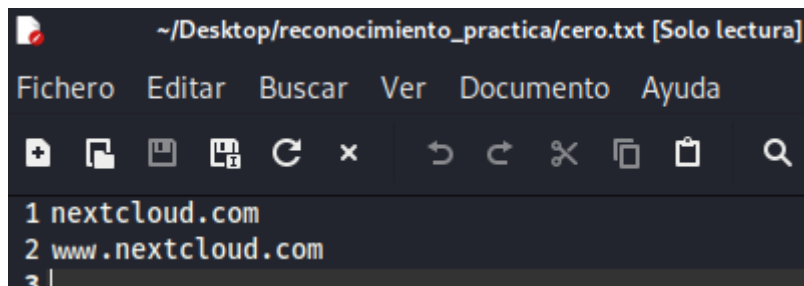 ~/Desktop/reconocimiento_practica/cero.txt [Solo lectura]
Fichero Editar Buscar Ver Documento Ayuda
1 nextcloud.com
2 www.nextcloud.com
3